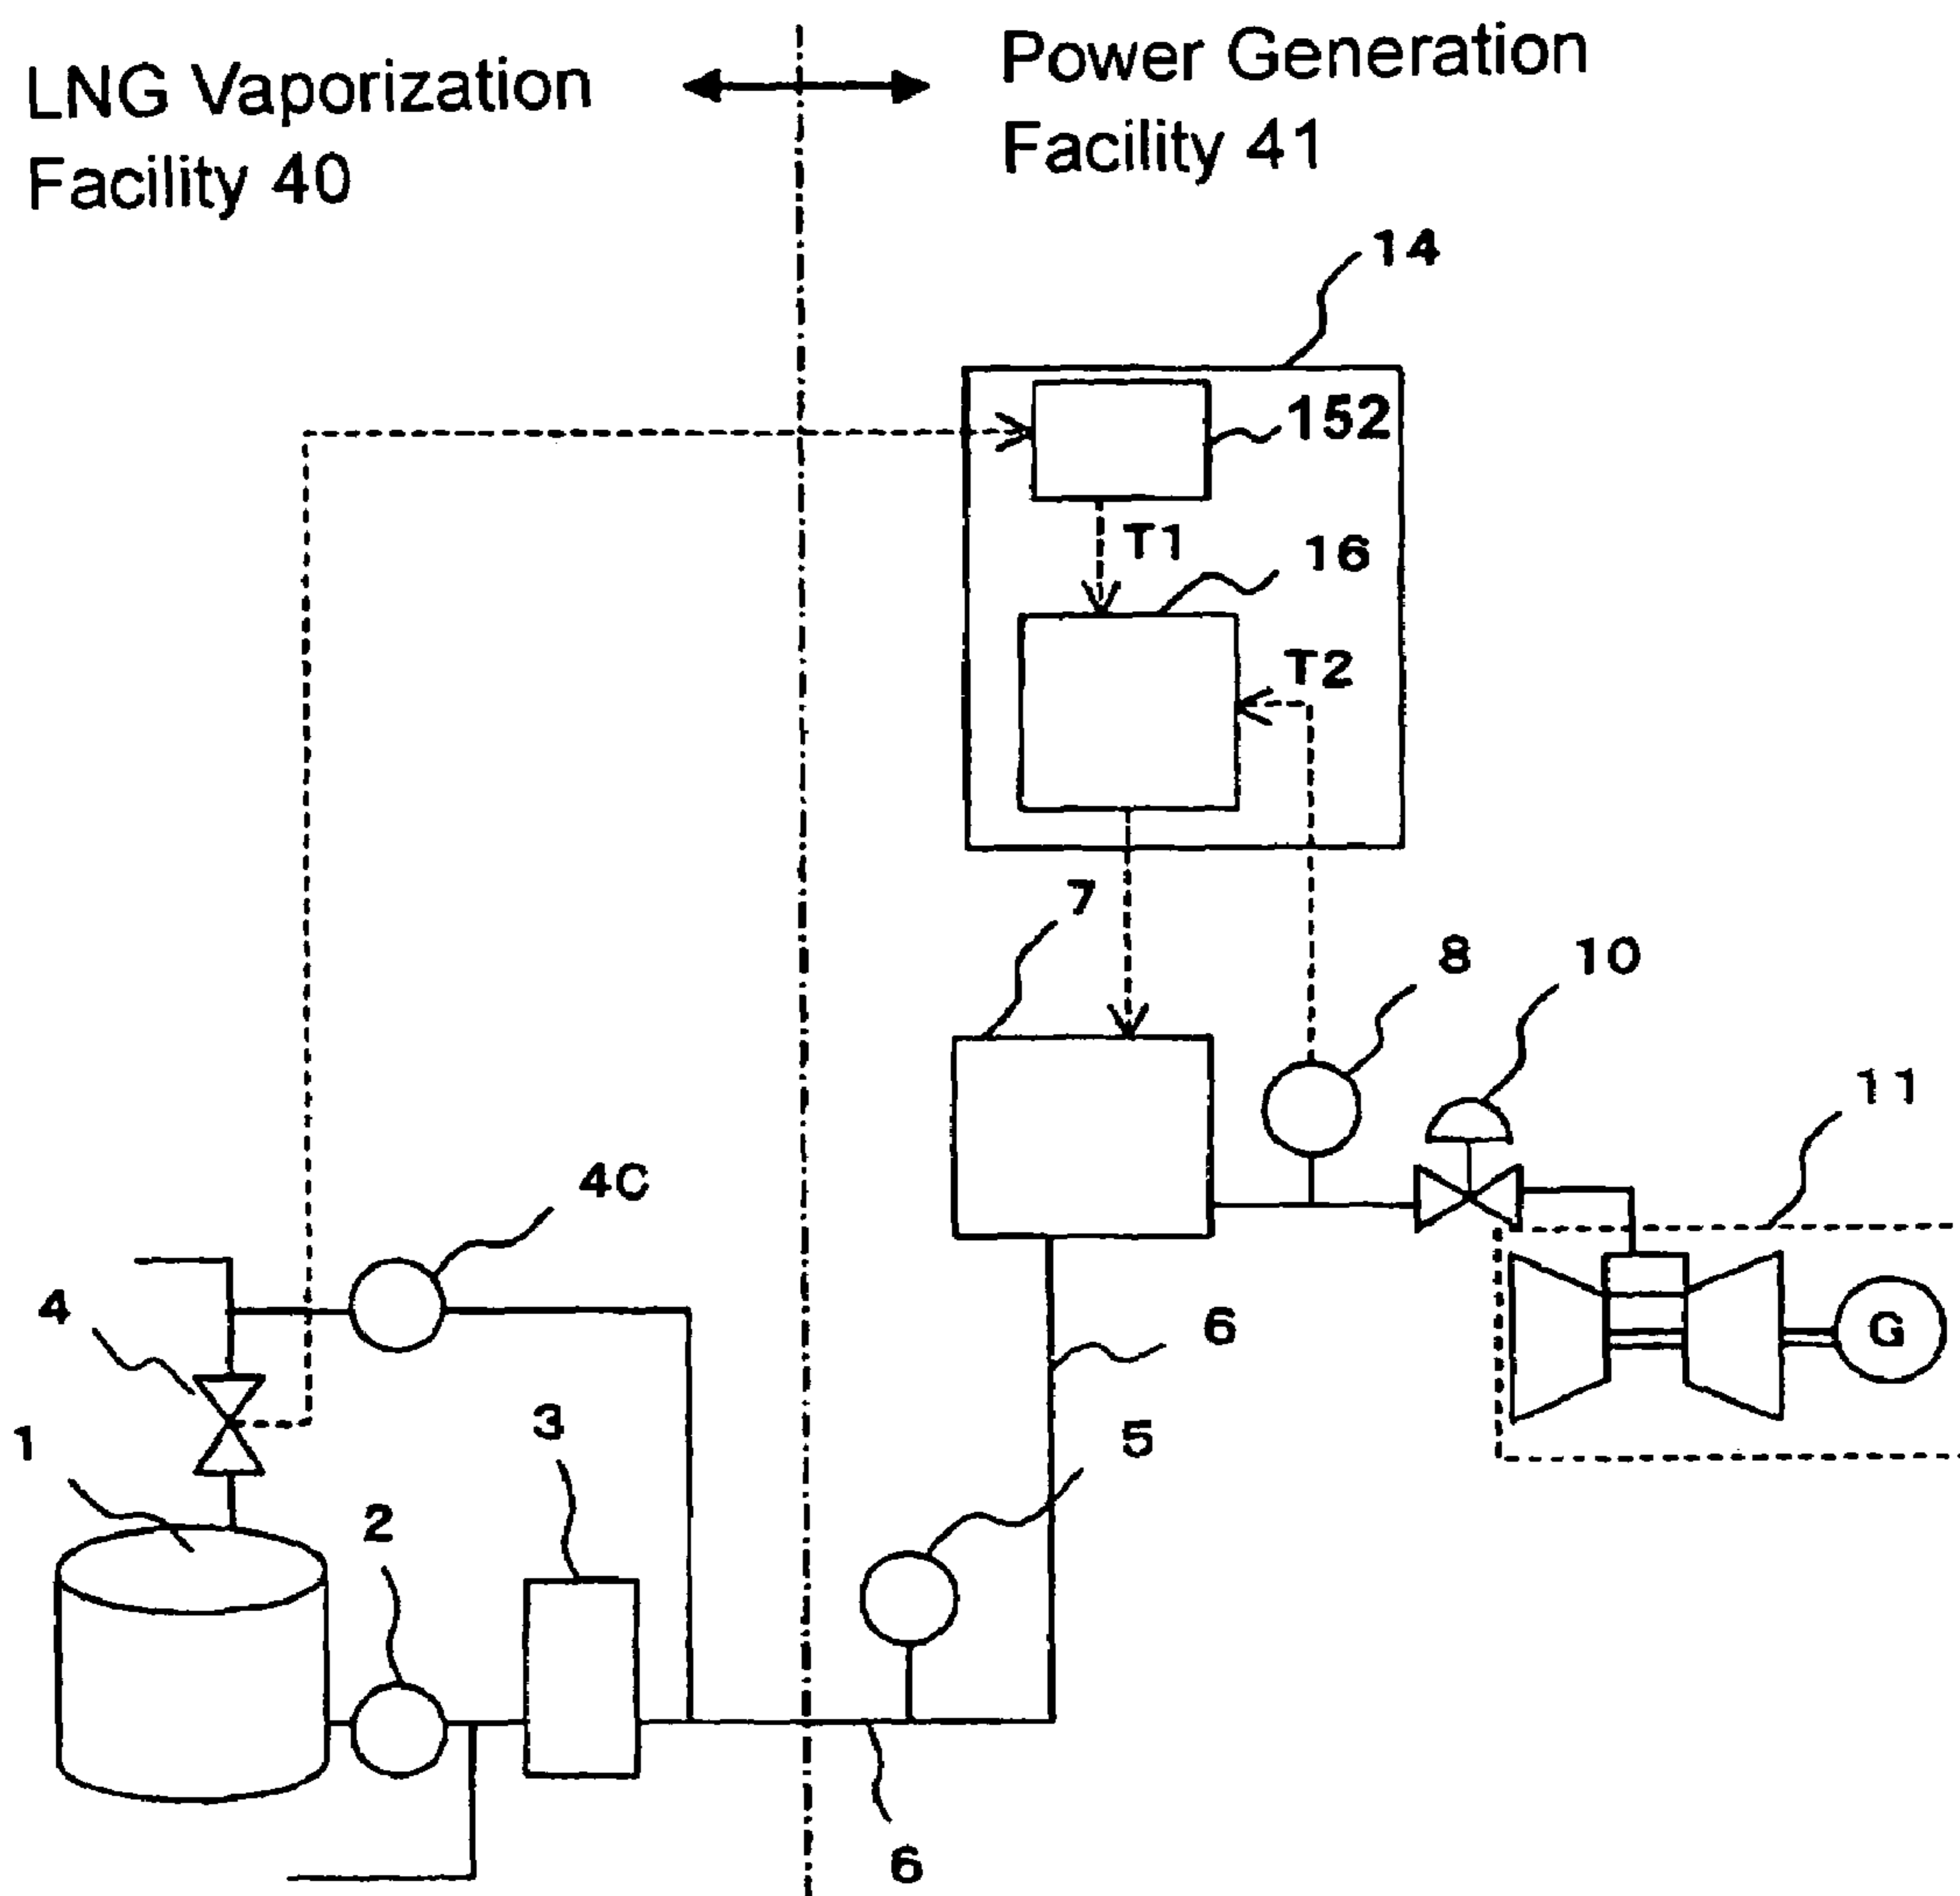 LNG Vaporization
Facility 40
Power Generation
Facility 41
14
152
T1
16
T2
7
8
10
11
4C
4
6
3
5
1
2
G
6